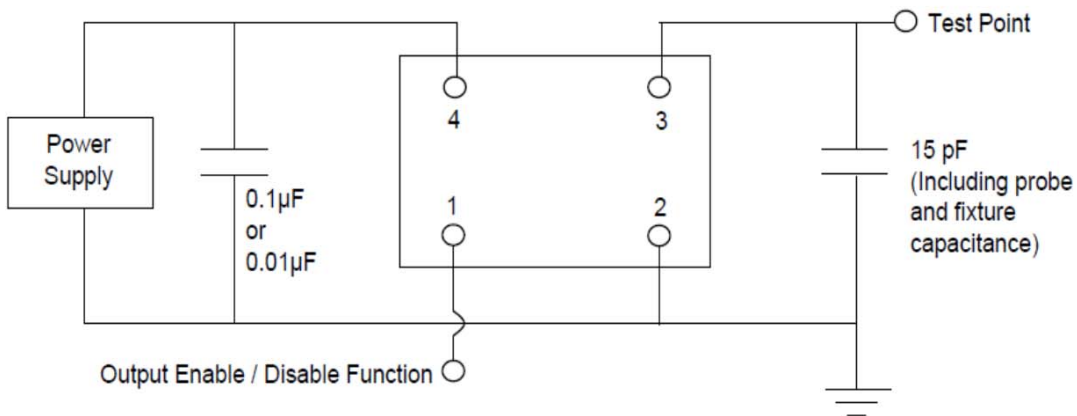 Test Point
4
3
Power
Supply
0.1µF
or
0.01µF
1
2
15 pF
(Including probe
and fixture
capacitance)
Output Enable / Disable Function